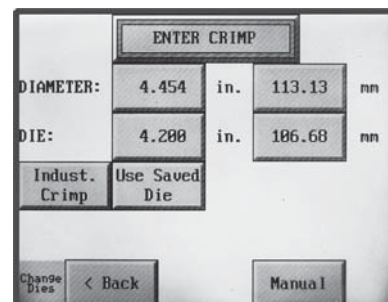 ENTER CRIMP
DIAMETER: 4.454 in. 113.13 mm
DIE: 4.200 in. 106.68 mm
Indust. Crimp
Use Saved Die
Change Dies
< Back
Manual